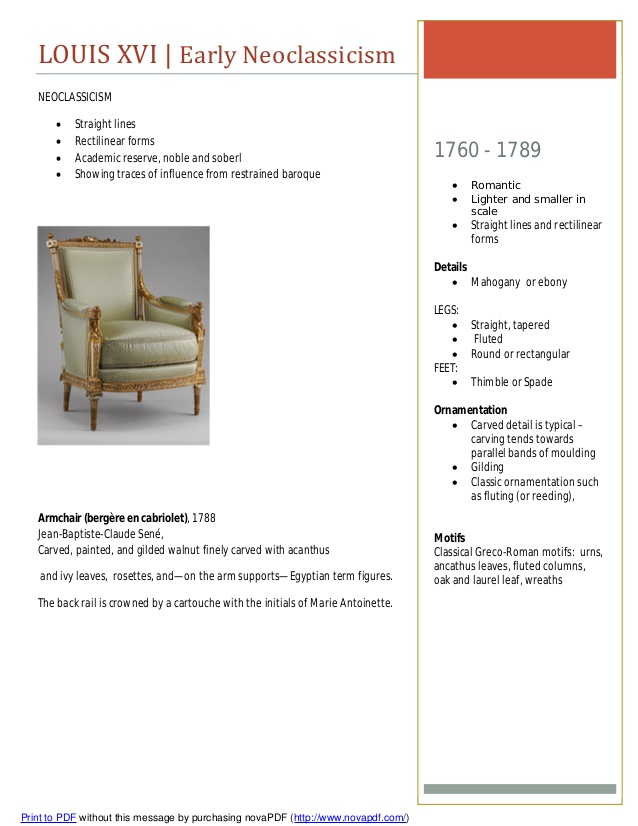 LOUIS XVI | Early Neoclassicism
NEOCLASSICISM
• Straight lines
• Rectilinear forms
• Academic reserve, noble and soberl
• Showing traces of influence from restrained baroque
Armchair (bergère en cabriolet), 1788
Jean-Baptiste-Claude Sené,
Carved, painted, and gilded walnut finely carved with acanthus
and ivy leaves, rosettes, and—on the arm supports—Egyptian term figures.
The back rail is crowned by a cartouche with the initials of Marie Antoinette.
1760 - 1789
• Romantic
• Lighter and smaller in
scale
• Straight lines and rectilinear
forms
Details
• Mahogany or ebony
LEGS:
• Straight, tapered
• Fluted
• Round or rectangular
FEET:
• Thimble or Spade
Ornamentation
• Carved detail is typical –
carving tends towards
parallel bands of moulding
• Gilding
• Classic ornamentation such
as fluting (or reeding),
Motifs
Classical Greco-Roman motifs: urns,
ancathus leaves, fluted columns,
oak and laurel leaf, wreaths
Print to PDF without this message by purchasing novaPDF (http://www.novapdf.com/)